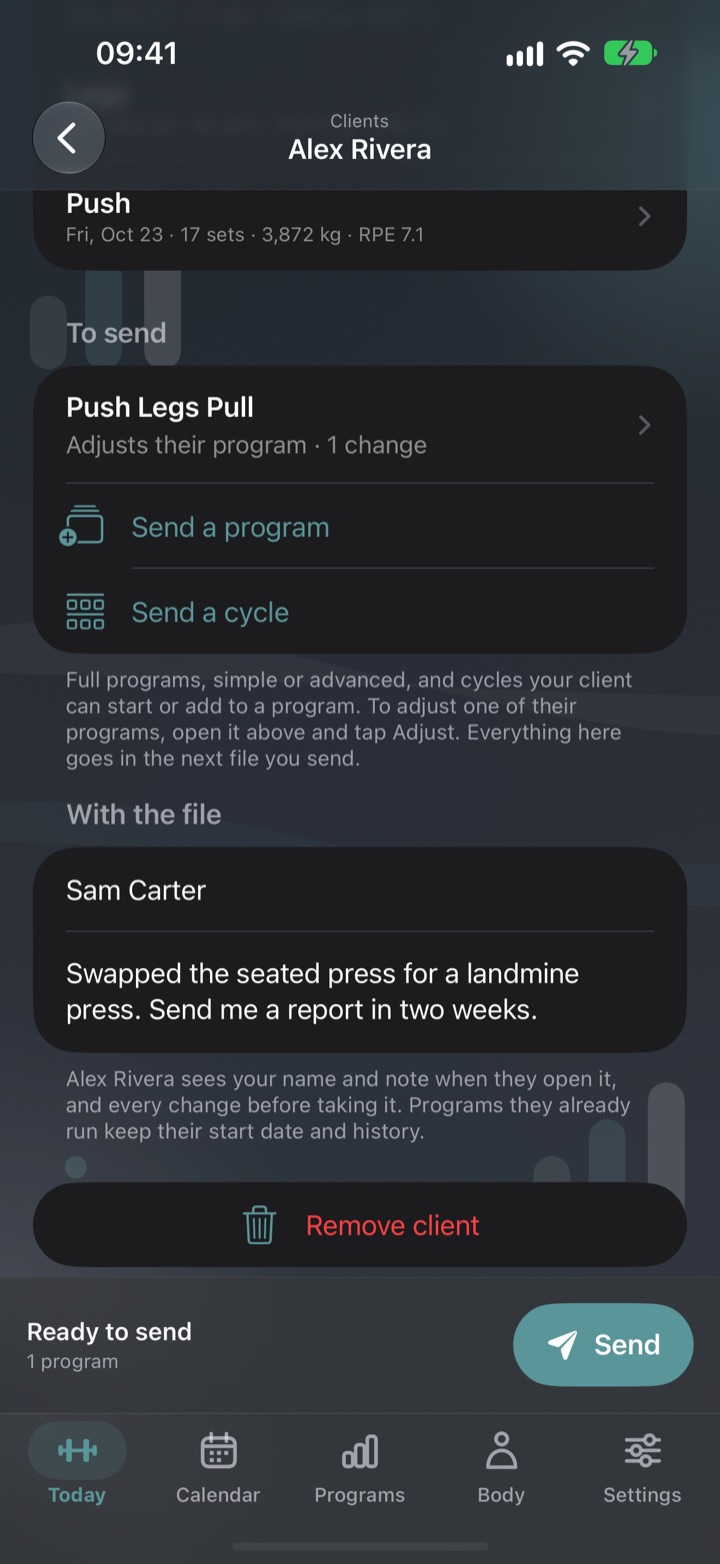 09:41
Clients
Alex Rivera
Push
Fri, Oct 23 · 17 sets · 3,872 kg · RPE 7.1
To send
Push Legs Pull
Adjusts their program · 1 change
Send a program
Send a cycle
Full programs, simple or advanced, and cycles your client
can start or add to a program. To adjust one of their
programs, open it above and tap Adjust. Everything here
goes in the next file you send.
With the file
Sam Carter
Swapped the seated press for a landmine
press. Send me a report in two weeks.
Alex Rivera sees your name and note when they open it,
and every change before taking it. Programs they already
run keep their start date and history.
Remove client
Ready to send
1 program
Send
Today
Calendar
Programs
Body
Settings